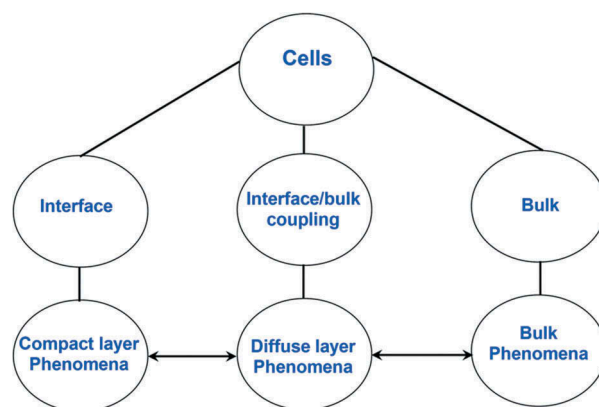 Cells
Interface
Interface/bulk
coupling
Bulk
Compact layer
Phenomena
Diffuse layer
Phenomena
Bulk
Phenomena